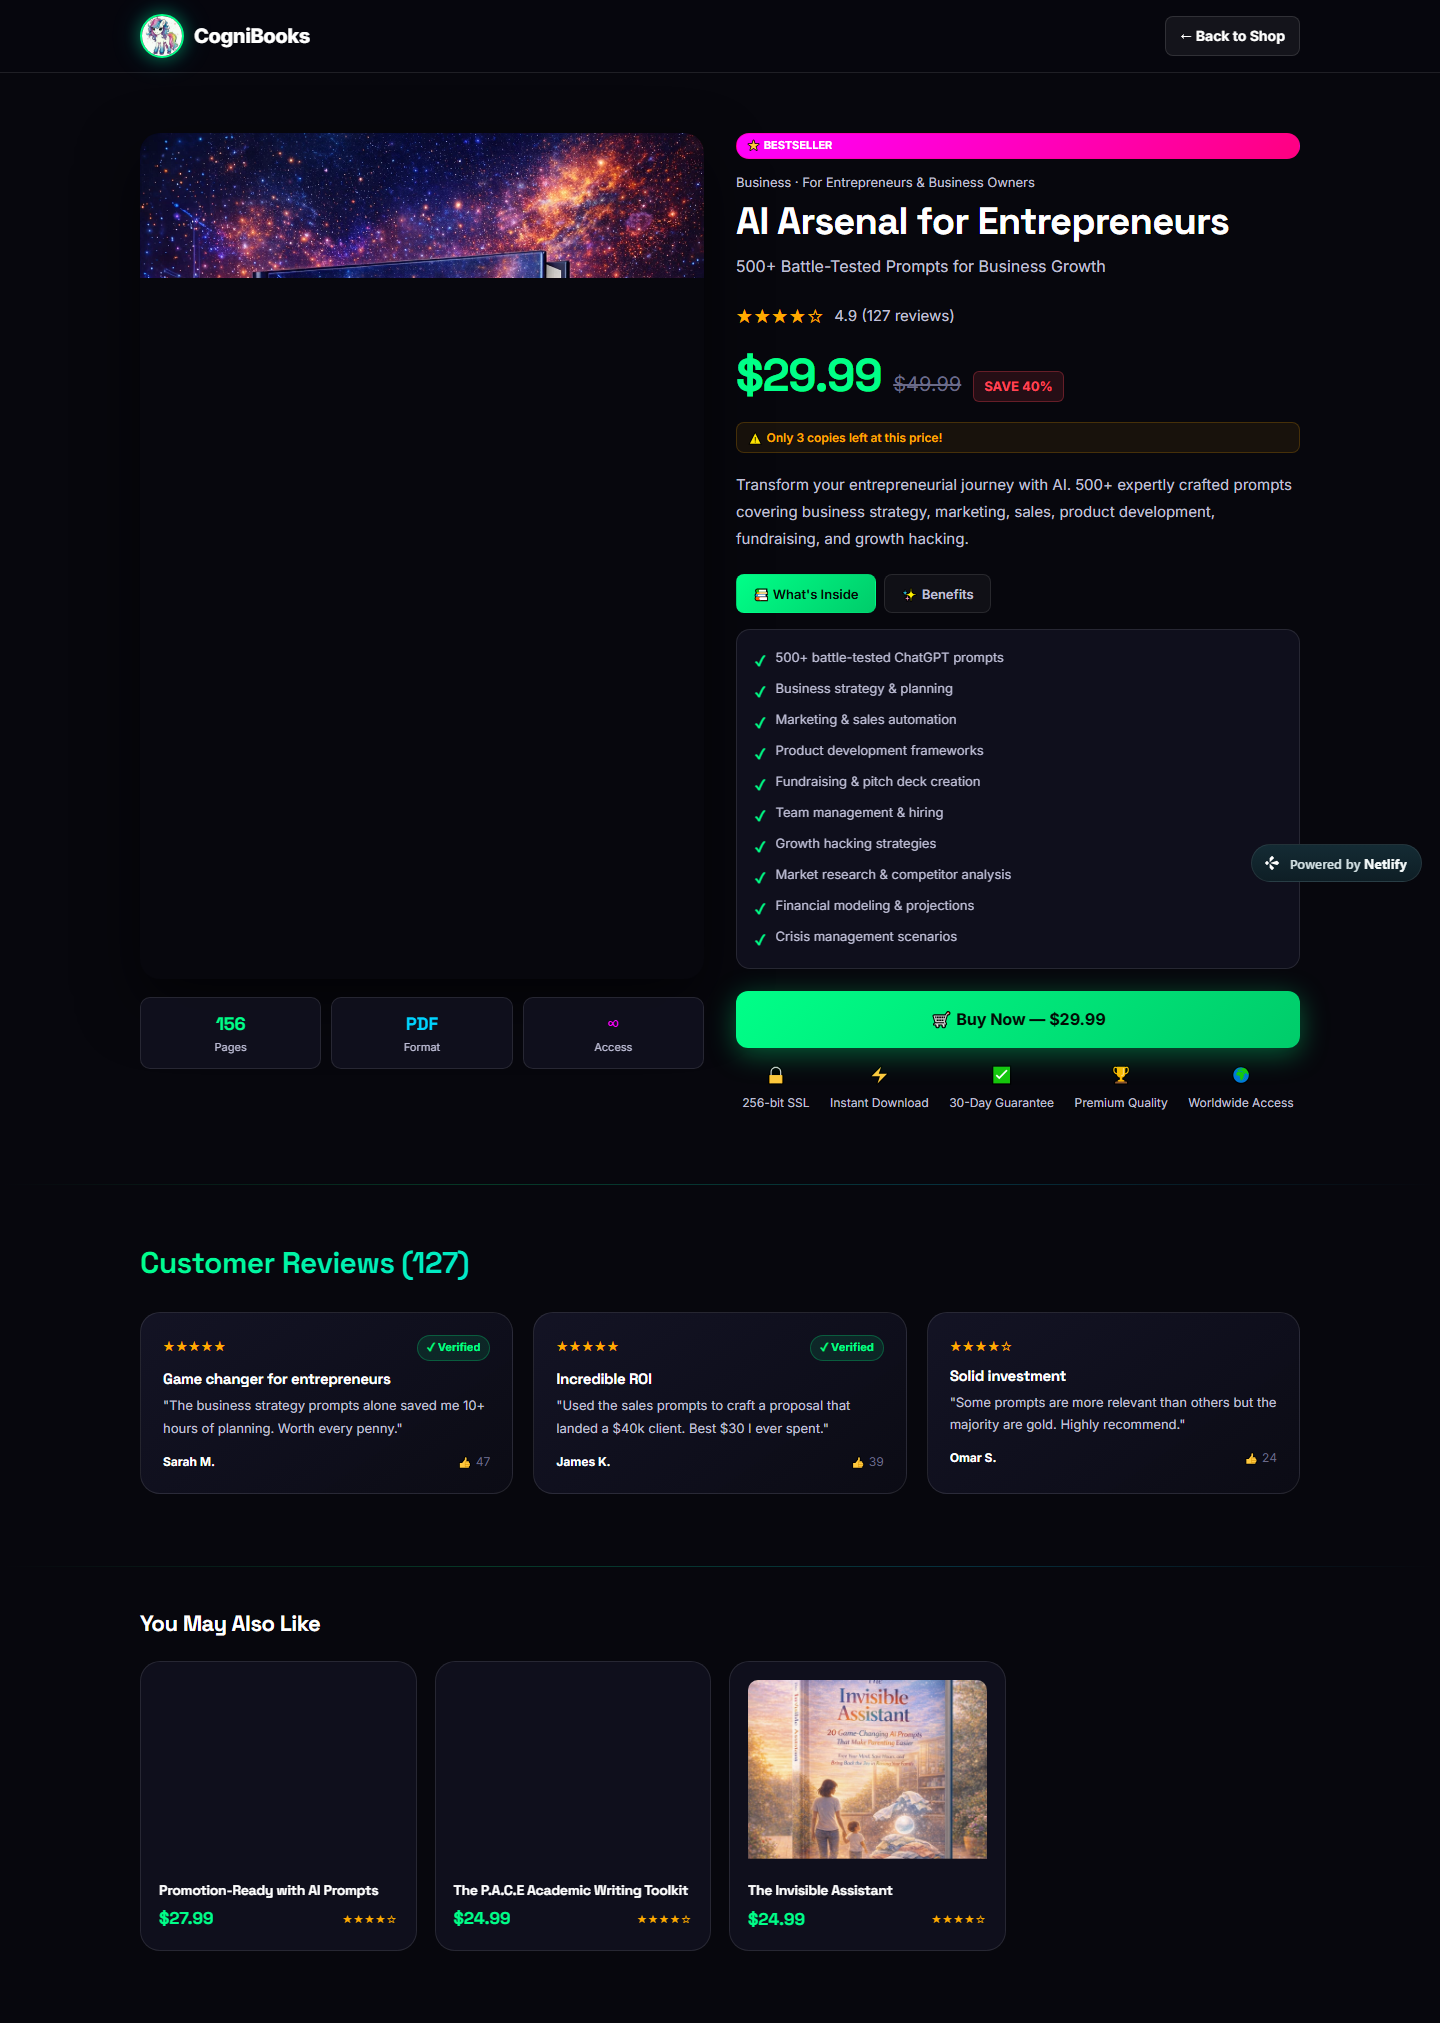 CogniBooks
← Back to Shop
⭐ BESTSELLER
Business · For Entrepreneurs & Business Owners
AI Arsenal for Entrepreneurs
500+ Battle-Tested Prompts for Business Growth
★★★★☆ 4.9 (127 reviews)
$29.99 $49.99 SAVE 40%
⚠ Only 3 copies left at this price!
Transform your entrepreneurial journey with AI. 500+ expertly crafted prompts
covering business strategy, marketing, sales, product development,
fundraising, and growth hacking.
What's Inside
✨ Benefits
✓ 500+ battle-tested ChatGPT prompts
✓ Business strategy & planning
✓ Marketing & sales automation
✓ Product development frameworks
✓ Fundraising & pitch deck creation
✓ Team management & hiring
✓ Growth hacking strategies
✓ Market research & competitor analysis
✓ Financial modeling & projections
✓ Crisis management scenarios
Powered by Netlify
🛒 Buy Now — $29.99
156
Pages
PDF
Format
∞
Access
256-bit SSL
Instant Download
30-Day Guarantee
Premium Quality
Worldwide Access
Customer Reviews (127)
★★★★★ ✓ Verified
Game changer for entrepreneurs
"The business strategy prompts alone saved me 10+
hours of planning. Worth every penny."
Sarah M. 👍 47
★★★★★ ✓ Verified
Incredible ROI
"Used the sales prompts to craft a proposal that
landed a $40k client. Best $30 I ever spent."
James K. 👍 39
★★★★☆
Solid investment
"Some prompts are more relevant than others but the
majority are gold. Highly recommend."
Omar S. 👍 24
You May Also Like
Promotion-Ready with AI Prompts
$27.99 ★★★★☆
The P.A.C.E Academic Writing Toolkit
$24.99 ★★★★☆
The
Invisible
Assistant
20 Game-Changing AI Prompts
That Make Parenting Easier
The Invisible Assistant
$24.99 ★★★★☆